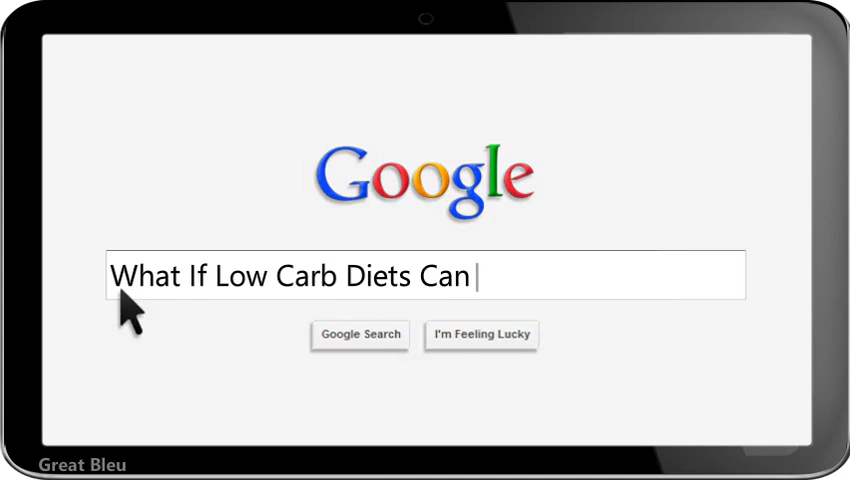 Google
What If Low Carb Diets Can
Google Search
I'm Feeling Lucky
Great Bleu